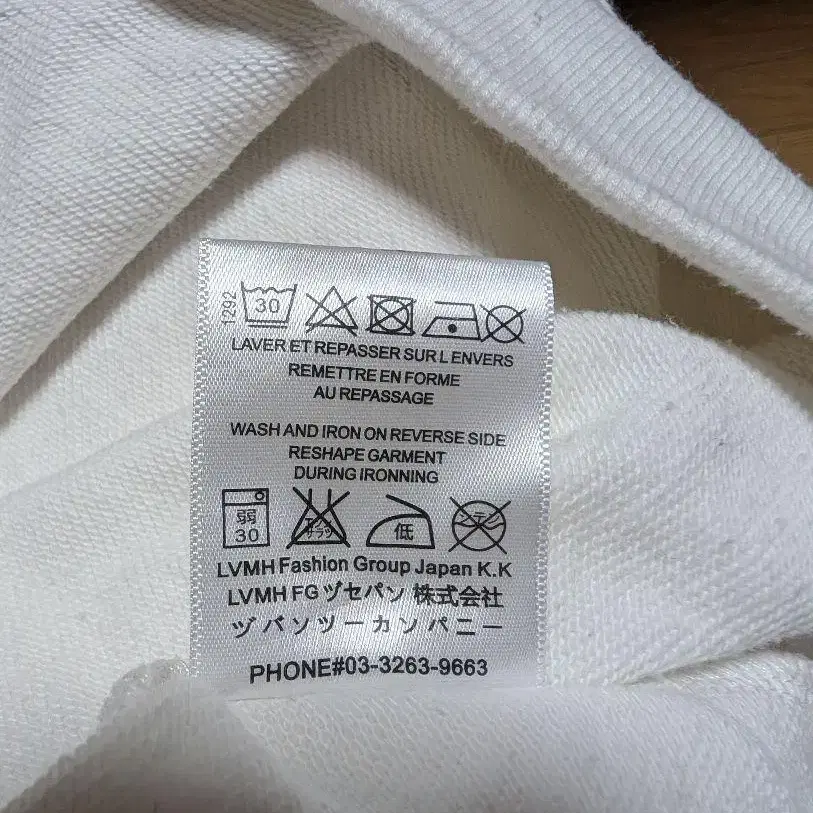 1292
30
LAVER ET REPASSER SUR L ENVERS
REMETTRE EN FORME
AU REPASSAGE
WASH AND IRON ON REVERSE SIDE
RESHAPE GARMENT
DURING IRONNING
弱
30
低
LVMH Fashion Group Japan K.K
LVMH FG ヅセパン 株式会社
ヅバンツーカンパニー
PHONE#03-3263-9663